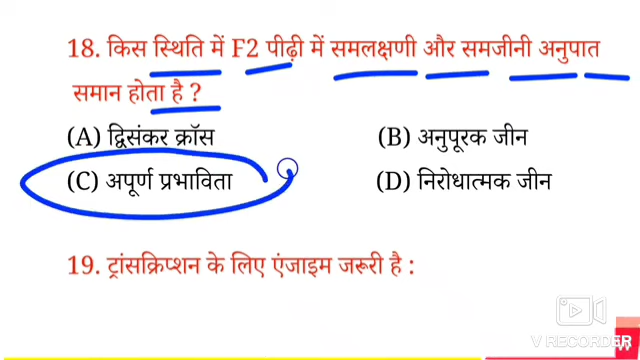 18. किस स्थिति में F2 पीढ़ी में समलक्षणी और समजीनी अनुपात
समान होता है ?
(A) द्विसंकर क्रॉस (B) अनुपूरक जीन
(C) अपूर्ण प्रभाविता (D) निरोधात्मक जीन
19. ट्रांसक्रिप्शन के लिए एंजाइम जरूरी है :
V RECORDER